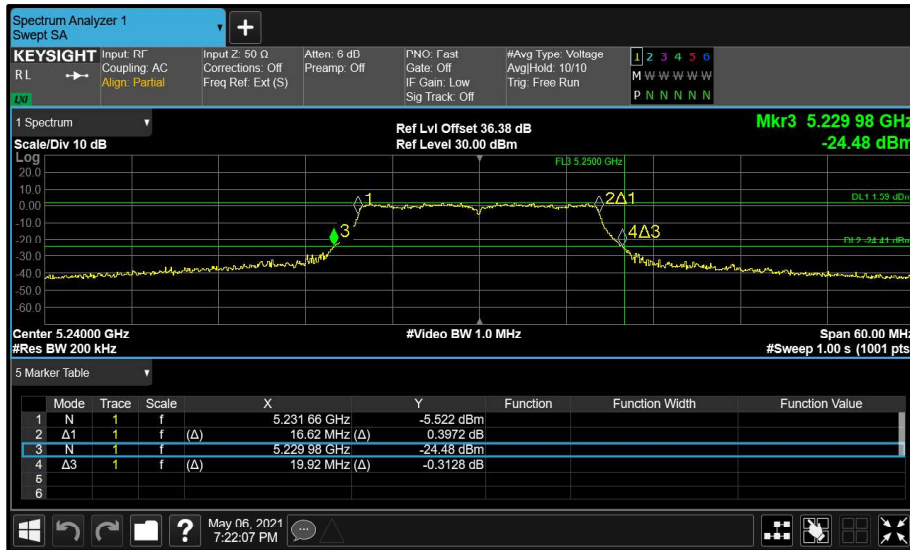 Spectrum Analyzer 1
Swept SA
+
KEYSIGHT
R L
LXI
Input: RF
Coupling: AC
Align: Partial
Input Z: 50 Ω
Corrections: Off
Freq Ref: Ext (S)
Atten: 6 dB
Preamp: Off
PNO: Fast
Gate: Off
IF Gain: Low
Sig Track: Off
#Avg Type: Voltage
Avg|Hold: 10/10
Trig: Free Run
1 2 3 4 5 6
M W W W W W
P N N N N N
1 Spectrum
Scale/Div 10 dB
Ref Lvl Offset 36.38 dB
Ref Level 30.00 dBm
Mkr3 5.229 98 GHz
-24.48 dBm
Log
20.0
10.0
0.00
-10.0
-20.0
-30.0
-40.0
-50.0
-60.0
FL3 5.2500 GHz
1
2Δ1
DL1 1.59 dBm
3
4Δ3
DL2 -24.41 dBm
Center 5.24000 GHz
#Video BW 1.0 MHz
Span 60.00 MHz
#Res BW 200 kHz
#Sweep 1.00 s (1001 pts
5 Marker Table
Mode Trace Scale X Y Function Function Width Function Value
1 N 1 f 5.231 66 GHz -5.522 dBm
2 Δ1 1 f (Δ) 16.62 MHz (Δ) 0.3972 dB
3 N 1 f 5.229 98 GHz -24.48 dBm
4 Δ3 1 f (Δ) 19.92 MHz (Δ) -0.3128 dB
5
6
?
May 06, 2021
7:22:07 PM